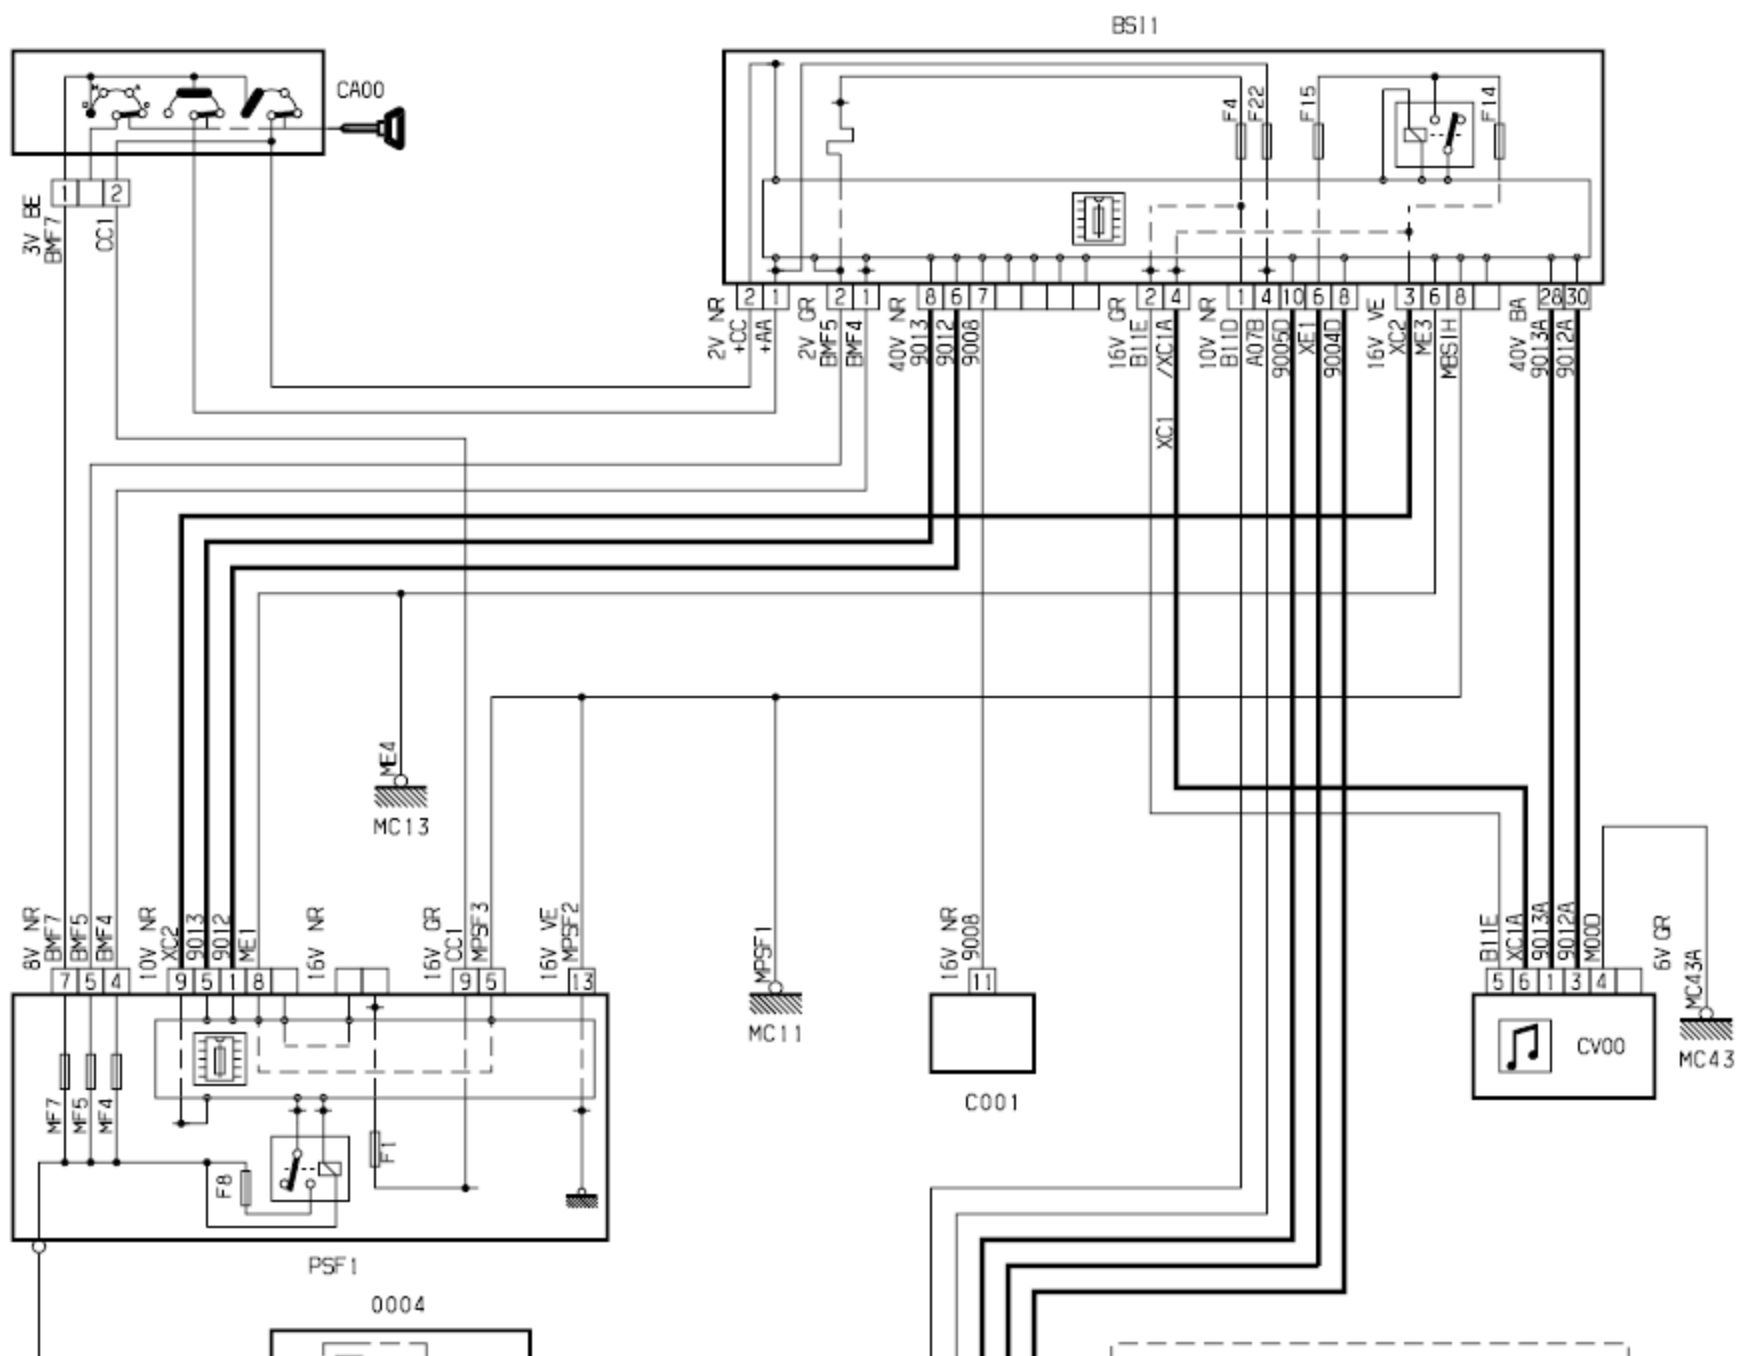 BSI1
CA00
H
A
F4
F22
F15
F14
1
2
3V BE
BMF7
CC1
2
1
2
1
8
6
7
2
4
1
4
10
6
8
3
6
8
28
30
2V NR
+CC
+AA
2V GR
BMF5
BMF4
40V NR
9013
9012
9008
16V GR
B11E
/XC1A
XC1
10V NR
B11D
A07B
9005D
XE1
9004D
16V VE
XC2
ME3
MBSIH
40V BA
9013A
9012A
ME4
MC13
8V NR
BMF7
BMF5
BMF4
10V NR
XC2
9013
9012
ME1
16V NR
16V GR
CC1
MPSF3
16V VE
MPSF2
MPSF1
MC11
16V NR
9008
B11E
XC1A
9013A
9012A
M00D
6V GR
MC43A
7
5
4
9
5
1
8
9
5
13
11
5
6
1
3
4
C001
CV00
MC43
MF7
MF5
MF4
F8
F1
PSF1
0004